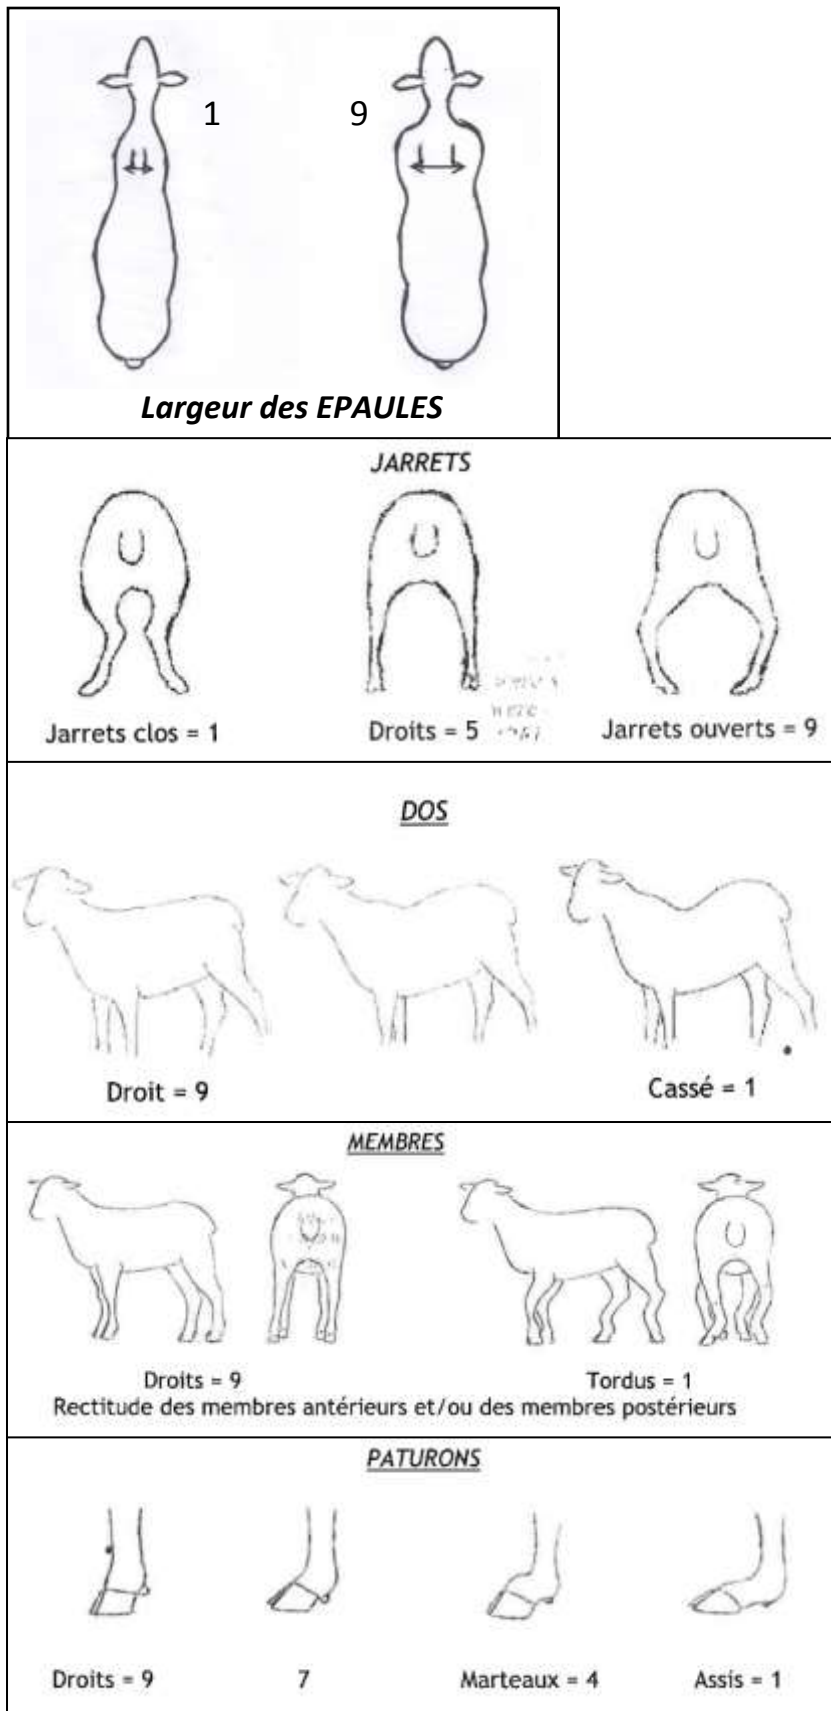 1 9
Largeur des EPAULES
JARRETS
Jarrets clos = 1 Droits = 5 Jarrets ouverts = 9
DOS
Droit = 9 Cassé = 1
MEMBRES
Droits = 9 Tordus = 1
Rectitude des membres antérieurs et/ou des membres postérieurs
PATURONS
Droits = 9 7 Marteaux = 4 Assis = 1